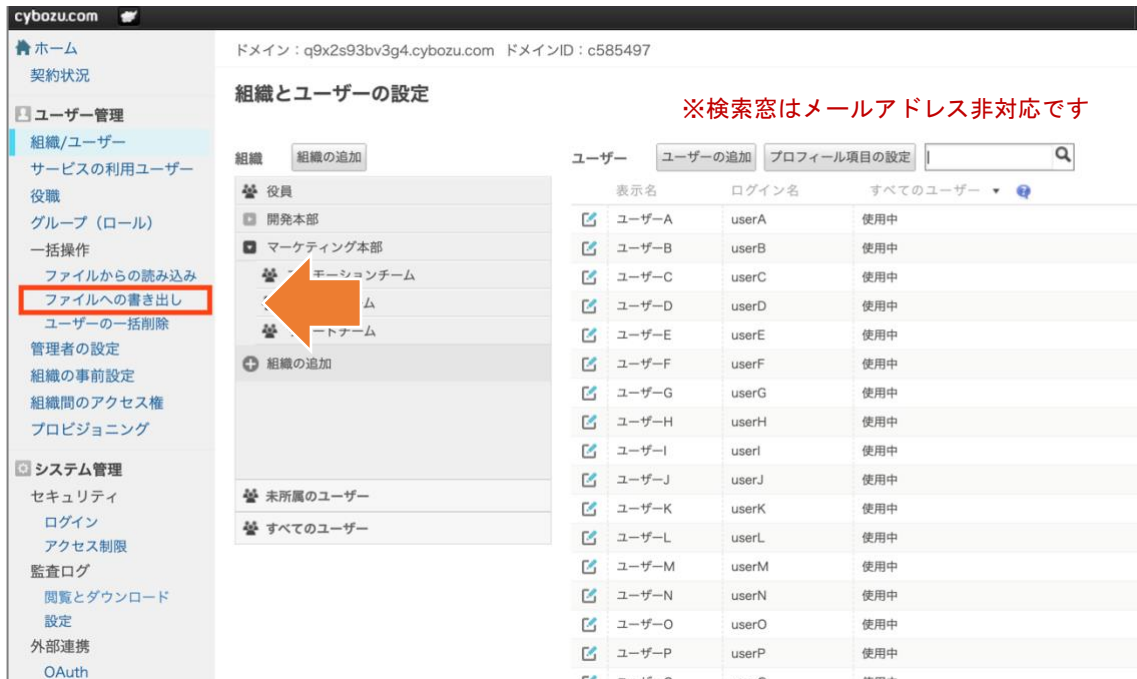 cybozu.com
ホーム
契約状況
ユーザー管理
組織/ユーザー
サービスの利用ユーザー
役職
グループ（ロール）
一括操作
ファイルからの読み込み
ファイルへの書き出し
ユーザーの一括削除
管理者の設定
組織の事前設定
組織間のアクセス権
プロビジョニング
システム管理
セキュリティ
ログイン
アクセス制限
監査ログ
閲覧とダウンロード
設定
外部連携
OAuth
ドメイン：q9x2s93bv3g4.cybozu.com ドメインID：c585497
組織とユーザーの設定
※検索窓はメールアドレス非対応です
組織 組織の追加
役員
開発本部
マーケティング本部
モーションチーム
ム
ートチーム
組織の追加
未所属のユーザー
すべてのユーザー
ユーザー ユーザーの追加 プロフィール項目の設定
表示名 ログイン名 すべてのユーザー
ユーザーA userA 使用中
ユーザーB userB 使用中
ユーザーC userC 使用中
ユーザーD userD 使用中
ユーザーE userE 使用中
ユーザーF userF 使用中
ユーザーG userG 使用中
ユーザーH userH 使用中
ユーザーI userI 使用中
ユーザーJ userJ 使用中
ユーザーK userK 使用中
ユーザーL userL 使用中
ユーザーM userM 使用中
ユーザーN userN 使用中
ユーザーO userO 使用中
ユーザーP userP 使用中